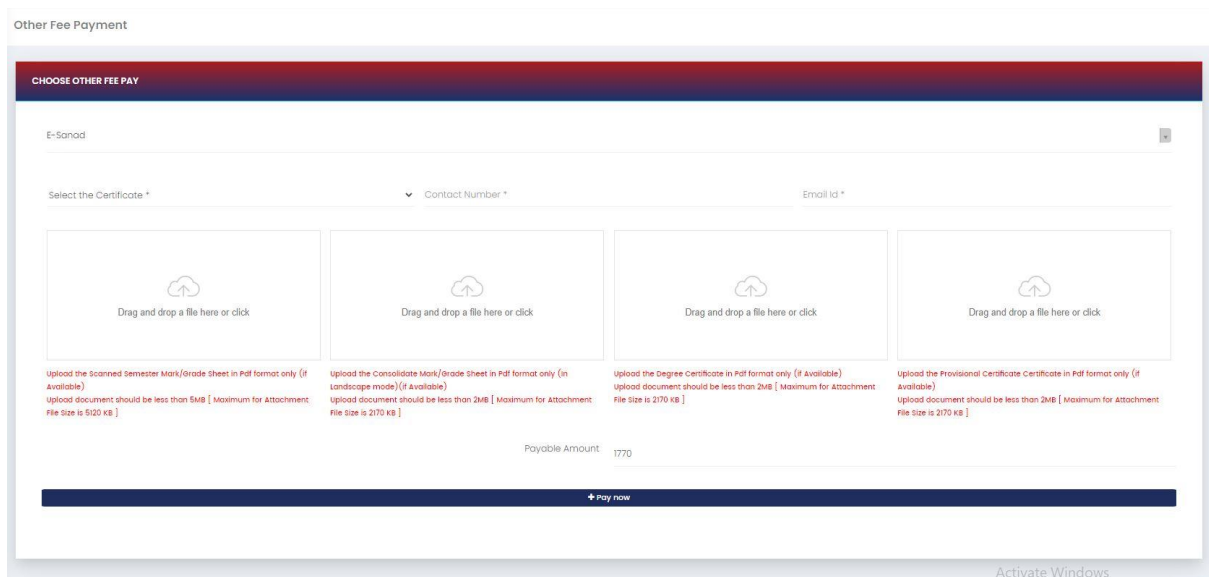 Other Fee Payment
CHOOSE OTHER FEE PAY
E-Sanad
Select the Certificate *
Contact Number *
Email Id *
Drag and drop a file here or click
Drag and drop a file here or click
Drag and drop a file here or click
Drag and drop a file here or click
Upload the Scanned Semester Mark/Grade Sheet in Pdf format only (if
Available)
Upload document should be less than 5MB [ Maximum for Attachment
File Size is 5120 KB ]
Upload the Consolidate Mark/Grade Sheet in Pdf format only (in
Landscape mode)(if Available)
Upload document should be less than 2MB [ Maximum for Attachment
File Size is 2170 KB ]
Upload the Degree Certificate in Pdf format only (if Available)
Upload document should be less than 2MB [ Maximum for Attachment
File Size is 2170 KB ]
Upload the Provisional Certificate Certificate in Pdf format only (if
Available)
Upload document should be less than 2MB [ Maximum for Attachment
File Size is 2170 KB ]
Payable Amount
1770
+ Pay now
Activate Windows